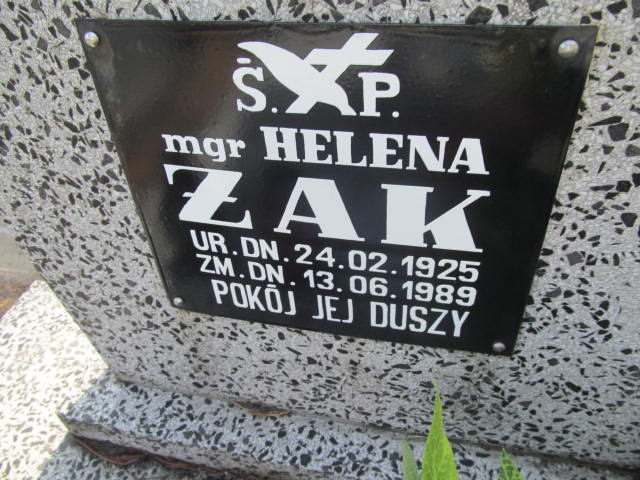 Ś. P.
mgr HELENA
ŻAK
UR. DN. 24.02.1925
ZM. DN. 13.06.1989
POKÓJ JEJ DUSZY